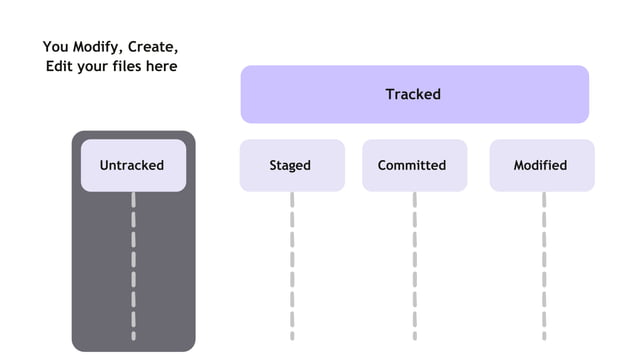 You Modify, Create,
Edit your files here
Tracked
Untracked
Staged
Committed
Modified